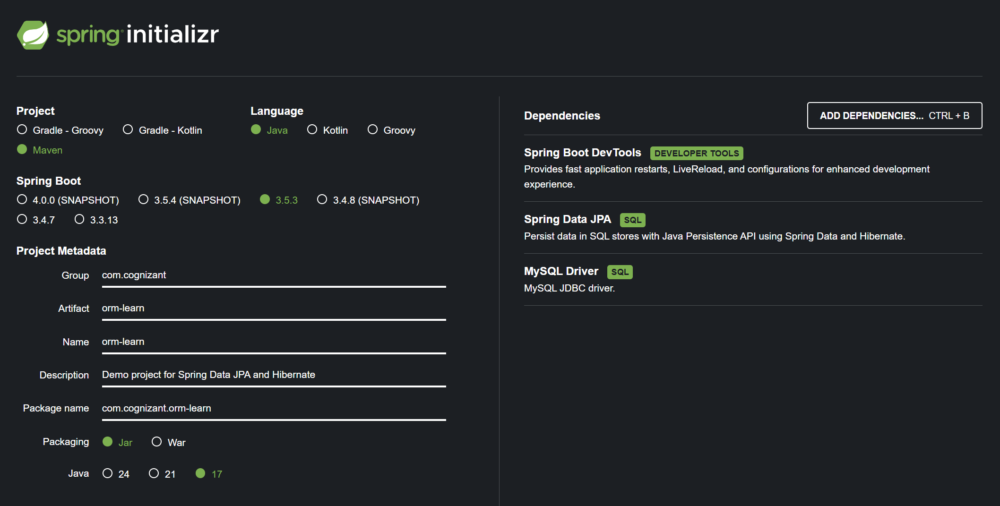 spring initializr
Project
Gradle - Groovy Gradle - Kotlin
Maven
Language
Java Kotlin Groovy
Spring Boot
4.0.0 (SNAPSHOT) 3.5.4 (SNAPSHOT) 3.5.3 3.4.8 (SNAPSHOT)
3.4.7 3.3.13
Project Metadata
Group com.cognizant
Artifact orm-learn
Name orm-learn
Description Demo project for Spring Data JPA and Hibernate
Package name com.cognizant.orm-learn
Packaging Jar War
Java 24 21 17
Dependencies ADD DEPENDENCIES... CTRL + B
Spring Boot DevTools DEVELOPER TOOLS
Provides fast application restarts, LiveReload, and configurations for enhanced development
experience.
Spring Data JPA SQL
Persist data in SQL stores with Java Persistence API using Spring Data and Hibernate.
MySQL Driver SQL
MySQL JDBC driver.